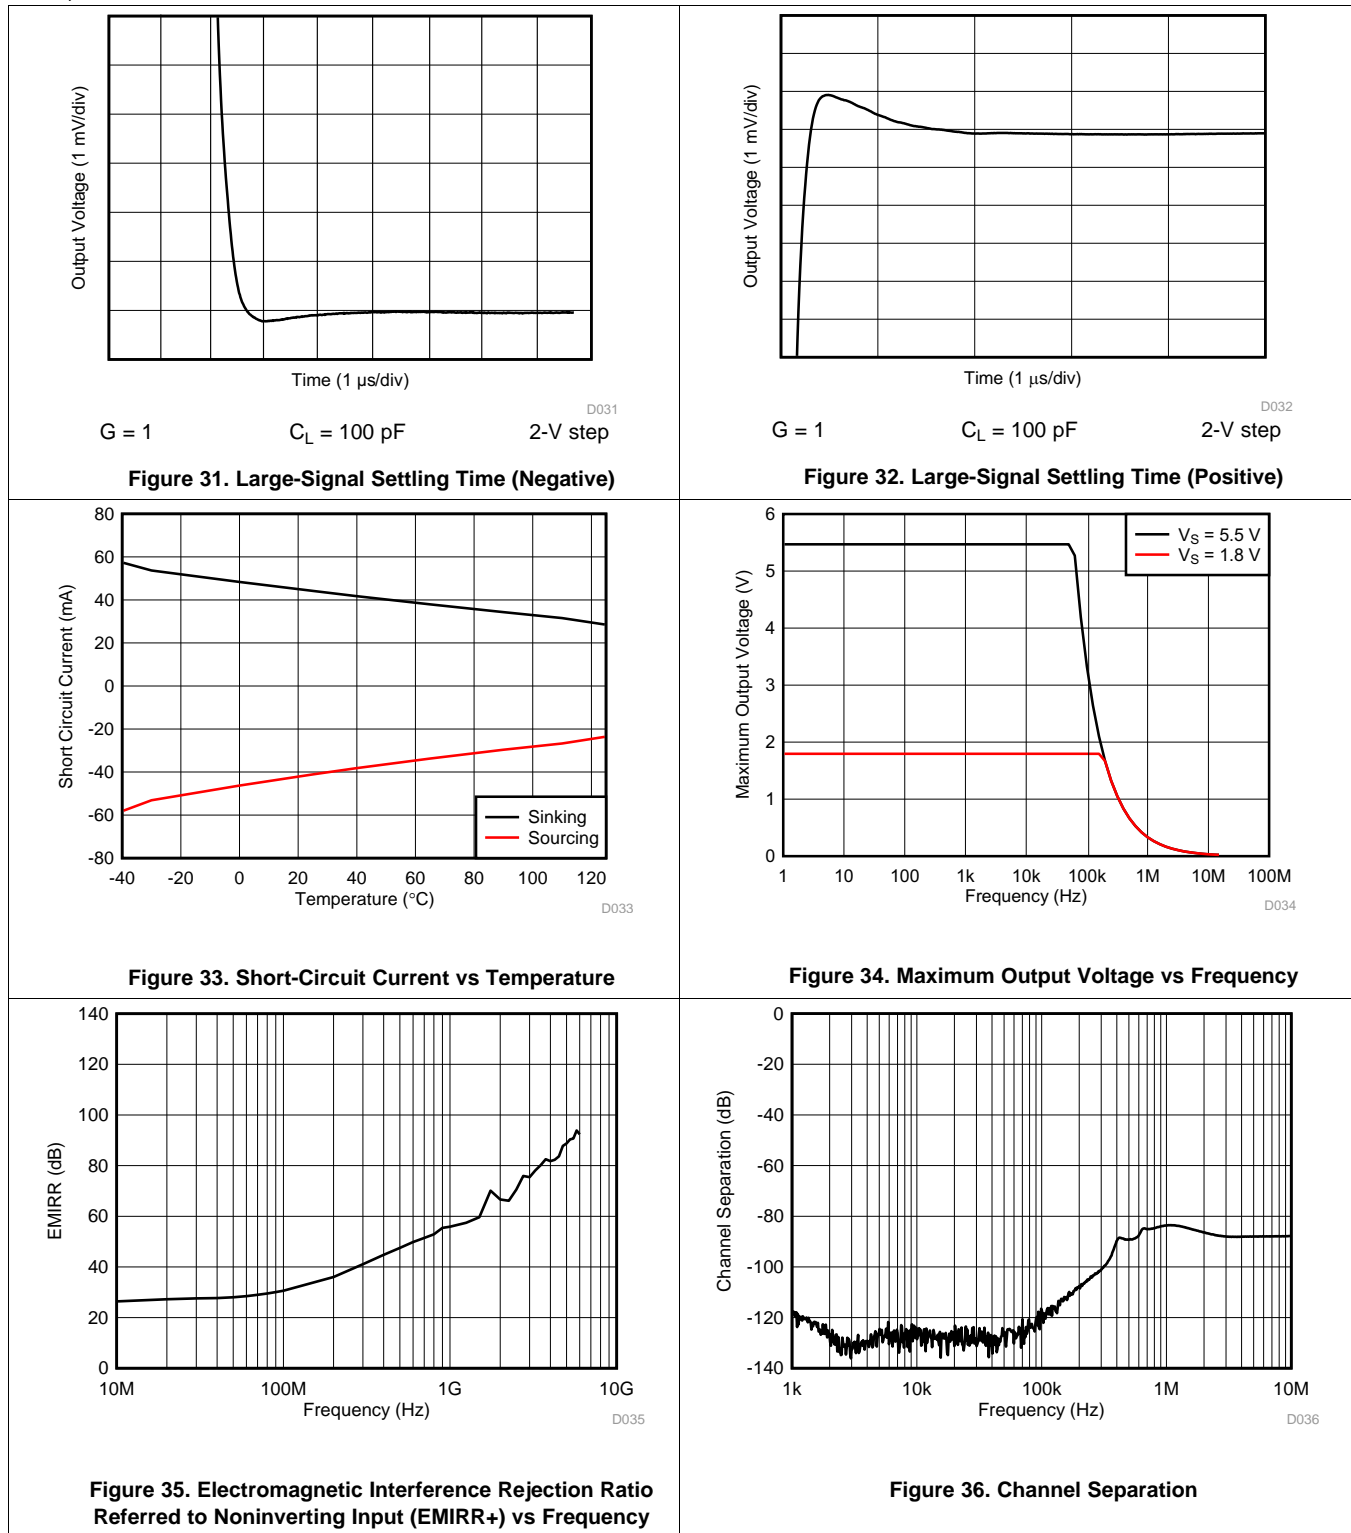 Output Voltage (1 mV/div)
Time (1 µs/div)
D031
G = 1 CL = 100 pF 2-V step
Figure 31. Large-Signal Settling Time (Negative)
Output Voltage (1 mV/div)
Time (1 µs/div)
D032
G = 1 CL = 100 pF 2-V step
Figure 32. Large-Signal Settling Time (Positive)
Short Circuit Current (mA)
80
60
40
20
0
-20
-40
-60
-80
Sinking
Sourcing
-40 -20 0 20 40 60 80 100 120
Temperature (°C)
D033
Figure 33. Short-Circuit Current vs Temperature
Maximum Output Voltage (V)
6
5
4
3
2
1
0
VS = 5.5 V
VS = 1.8 V
1 10 100 1k 10k 100k 1M 10M 100M
Frequency (Hz)
D034
Figure 34. Maximum Output Voltage vs Frequency
EMIRR (dB)
140
120
100
80
60
40
20
0
10M 100M 1G 10G
Frequency (Hz)
D035
Figure 35. Electromagnetic Interference Rejection Ratio
Referred to Noninverting Input (EMIRR+) vs Frequency
Channel Separation (dB)
0
-20
-40
-60
-80
-100
-120
-140
1k 10k 100k 1M 10M
Frequency (Hz)
D036
Figure 36. Channel Separation